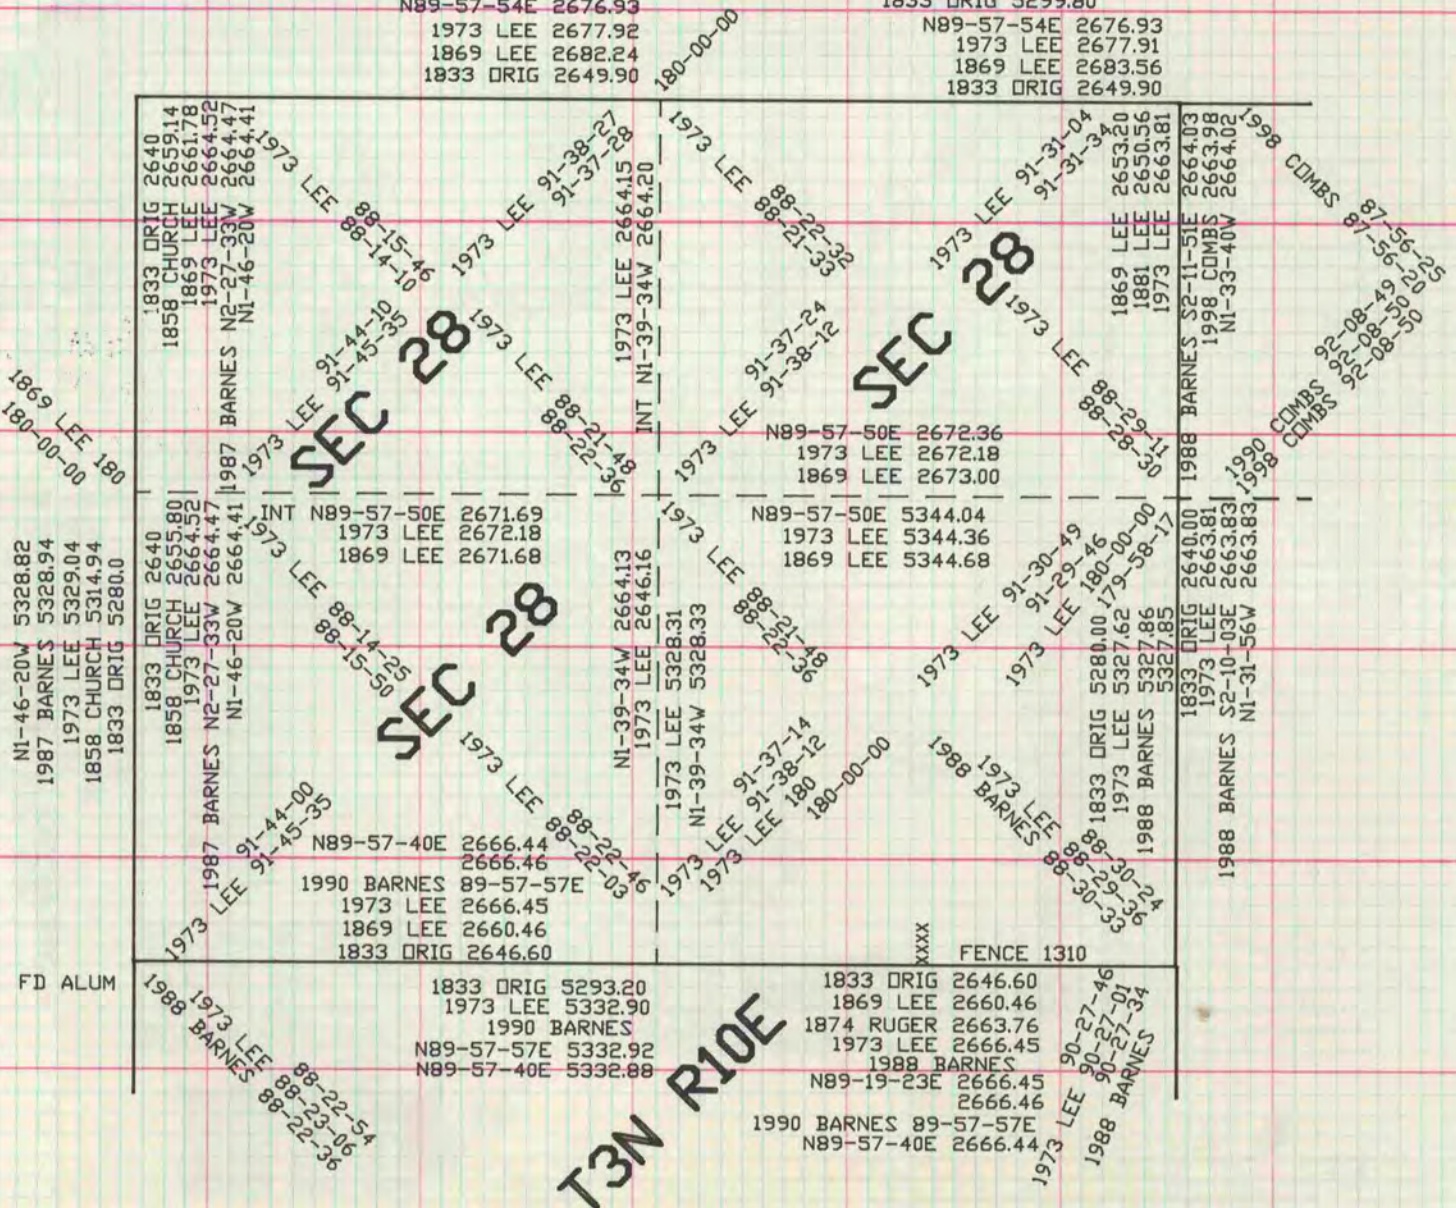 N89-57-54E 2676.93
1973 LEE 2677.92
1869 LEE 2682.24
1833 ORIG 2649.90
180-00-00
1833 ORIG 5299.80
N89-57-54E 2676.93
1973 LEE 2677.91
1869 LEE 2683.56
1833 ORIG 2649.90
1833 ORIG 2640
1858 CHURCH 2659.14
1869 LEE 2661.78
1973 LEE 2664.52
1987 BARNES N2-27-33W 2664.47
N1-46-20W 2664.41
1973 LEE 88-15-46
88-14-10
1973 LEE 91-38-27
91-37-28
1973 LEE 91-44-10
91-45-35
SEC 28
1973 LEE 88-21-48
88-22-36
1973 LEE 2664.15
INT N1-39-34W 2664.20
1973 LEE 88-22-32
88-21-33
1973 LEE 91-31-04
91-31-34
1973 LEE 91-37-24
91-38-12
SEC 28
1973 LEE 88-29-11
88-28-30
1869 LEE 2653.20
1881 LEE 2650.56
1973 LEE 2663.81
1988 BARNES S2-11-51E 2664.03
1998 COMBS 2663.98
N1-33-40W 2664.02
1998 COMBS 87-56-25
87-56-20
1990 COMBS 92-08-49
1998 COMBS 92-08-50
92-08-50
N89-57-50E 2672.36
1973 LEE 2672.18
1869 LEE 2673.00
1869 LEE 180
180-00-00
N1-46-20W 5328.82
1987 BARNES 5328.94
1973 LEE 5329.04
1858 CHURCH 5314.94
1833 ORIG 5280.0
1833 ORIG 2640
1858 CHURCH 2655.80
1973 LEE 2664.52
1987 BARNES N2-27-33W 2664.47
N1-46-20W 2664.41
INT N89-57-50E 2671.69
1973 LEE 2672.18
1869 LEE 2671.68
1973 LEE 88-14-25
88-15-50
SEC 28
1973 LEE 88-22-46
88-22-03
1973 LEE 91-44-00
91-45-35
N1-39-34W 2664.13
1973 LEE 2646.16
1973 LEE 5328.31
N1-39-34W 5328.33
N89-57-50E 5344.04
1973 LEE 5344.36
1869 LEE 5344.68
1973 LEE 88-21-48
88-22-36
1973 LEE 91-30-49
91-29-46
1973 LEE 180-00-00
179-58-17
1973 LEE 91-37-14
91-38-12
1973 LEE 180
180-00-00
1973 LEE 88-30-24
88-29-36
1988 BARNES 88-30-33
1833 ORIG 5280.00
1973 LEE 5327.62
1988 BARNES 5327.86
5327.85
1833 ORIG 2640.00
1973 LEE 2663.81
1988 BARNES S2-10-03E 2663.83
N1-31-56W 2663.83
N89-57-40E 2666.44
2666.46
1990 BARNES 89-57-57E
1973 LEE 2666.45
1869 LEE 2660.46
1833 ORIG 2646.60
XXXX
FENCE 1310
FD ALUM
1973 LEE 88-22-54
88-23-06
1988 BARNES 88-22-36
1833 ORIG 5293.20
1973 LEE 5332.90
1990 BARNES
N89-57-57E 5332.92
N89-57-40E 5332.88
T3N R10E
1833 ORIG 2646.60
1869 LEE 2660.46
1874 RUGER 2663.76
1973 LEE 2666.45
1988 BARNES
N89-19-23E 2666.45
2666.46
1990 BARNES 89-57-57E
N89-57-40E 2666.44
1973 LEE 90-27-46
90-27-01
1988 BARNES 90-27-34